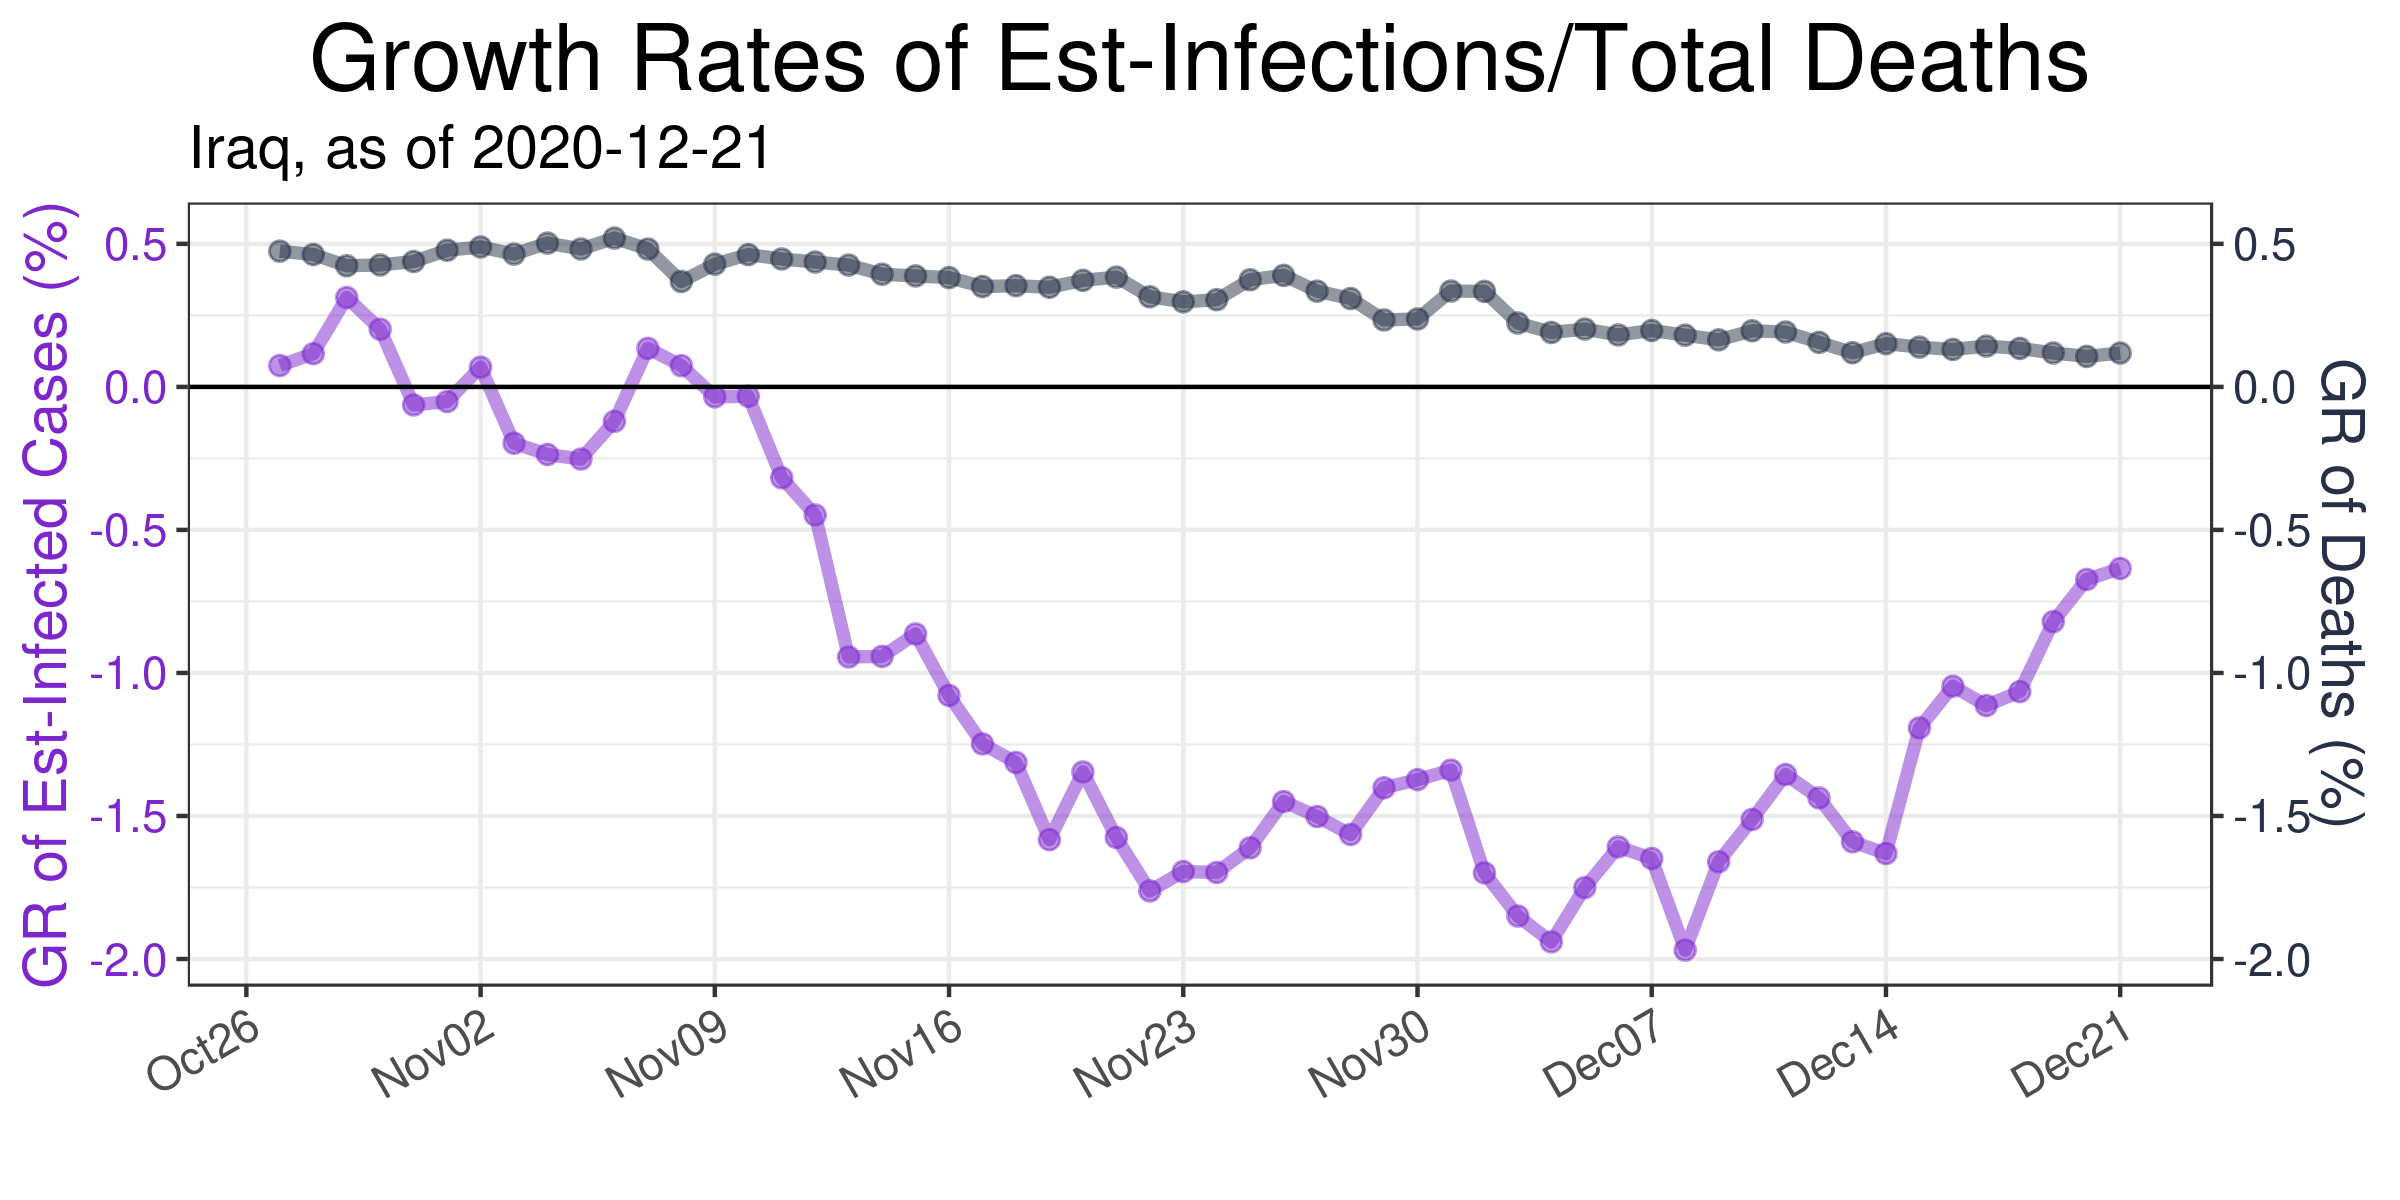 Growth Rates of Est-Infections/Total Deaths
Iraq, as of 2020-12-21
GR of Est-Infected Cases (%)
0.5
0.0
-0.5
-1.0
-1.5
-2.0
0.5
0.0
-0.5
-1.0
-1.5
-2.0
GR of Deaths (%)
Oct26 Nov02 Nov09 Nov16 Nov23 Nov30 Dec07 Dec14 Dec21